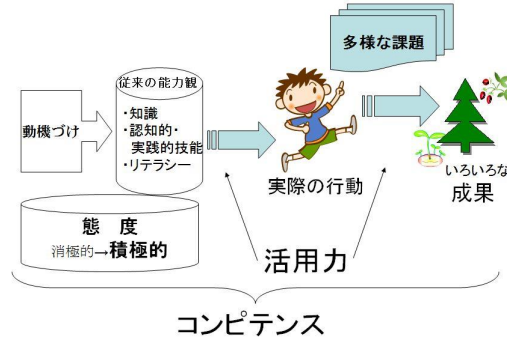 多様な課題
従来の能力観
・知識
・認知的・
実践的技能
・リテラシー
動機づけ
実際の行動
いろいろな
成果
態　度
消極的→積極的
活用力
コンピテンス